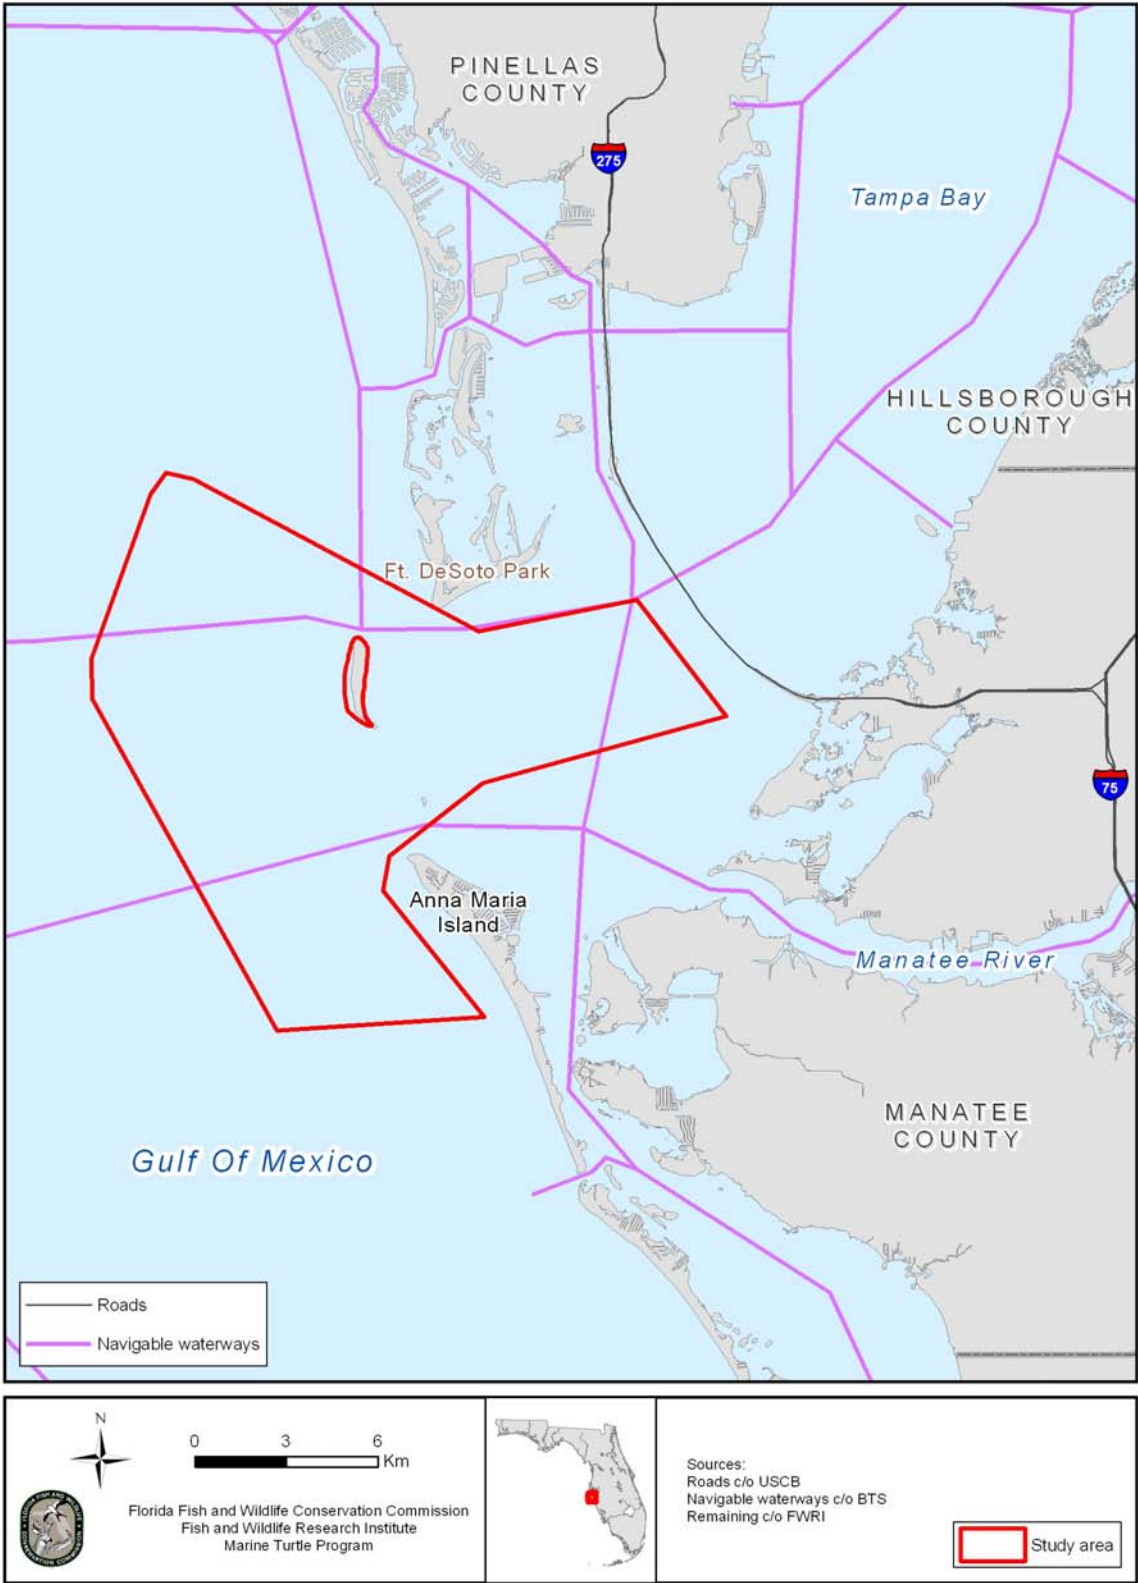 PINELLAS
COUNTY
275
Tampa Bay
HILLSBOROUGH
COUNTY
Ft. DeSoto Park
75
Anna Maria
Island
Manatee River
MANATEE
COUNTY
Gulf Of Mexico
Roads
Navigable waterways
N
0 3 6
Km
Florida Fish and Wildlife Conservation Commission
Fish and Wildlife Research Institute
Marine Turtle Program
Sources:
Roads c/o USCB
Navigable waterways c/o BTS
Remaining c/o FWRI
Study area